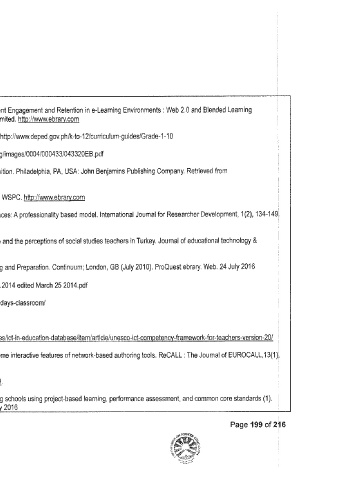 nt Engagement and Retention in e-Learning Environments : Web 2.0 and Blended Learning
mited. http://www.ebrary.com
http://www.deped.gov.ph/k-to-12/curriculum-guides/Grade-1-10
g/images/0004/000433/043320EB.pdf
ition. Philadelphia, PA, USA: John Benjamins Publishing Company. Retrieved from
WSPC. http://www.ebrary.com
ces: A professionality based model. International Journal for Researcher Development, 1(2), 134-149.
and the perceptions of social studies teachers in Turkey. Journal of educational technology &
g and Preparation. Continuum; London, GB (July 2010). ProQuest ebrary. Web. 24 July 2016
.2014 edited March 25 2014.pdf
days-classroom/
es/ict-in-education-database/item/article/unesco-ict-competency-framework-for-teachers-version-20/
me interactive features of network-based authoring tools. ReCALL : The Journal of EUROCALL,13(1),
).
g schools using project-based learning, performance assessment, and common core standards (1).
y 2016
Page 199 of 216